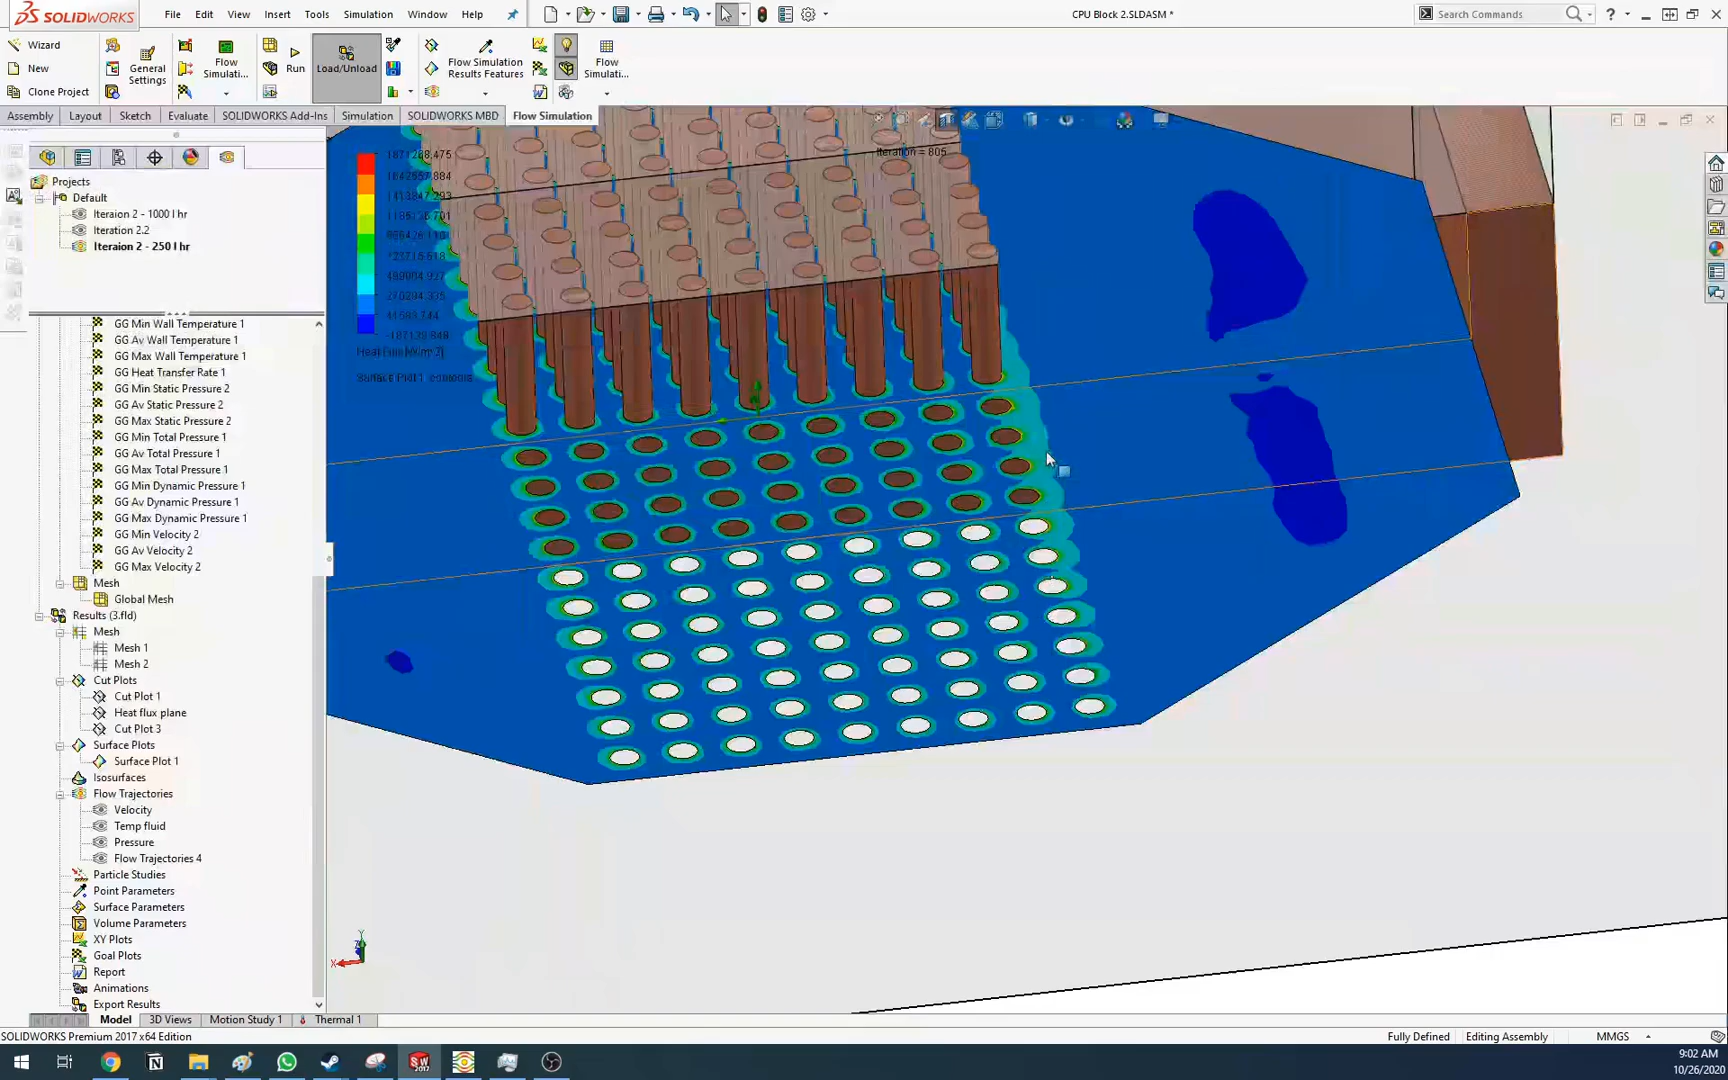 SOLIDWORKS File Edit View Insert Tools Simulation Window Help CPU Block 2.SLDASM * Search Commands
Wizard
New
Clone Project
General Settings
Flow Simulati...
Run
Load/Unload
Flow Simulation Results Features
Flow Simulati...
Assembly Layout Sketch Evaluate SOLIDWORKS Add-Ins Simulation SOLIDWORKS MBD Flow Simulation
Projects
Default
Iteraion 2 - 1000 l hr
Iteration 2.2
Iteraion 2 - 250 l hr
GG Min Wall Temperature 1
GG Av Wall Temperature 1
GG Max Wall Temperature 1
GG Heat Transfer Rate 1
GG Min Static Pressure 2
GG Av Static Pressure 2
GG Max Static Pressure 2
GG Min Total Pressure 1
GG Av Total Pressure 1
GG Max Total Pressure 1
GG Min Dynamic Pressure 1
GG Av Dynamic Pressure 1
GG Max Dynamic Pressure 1
GG Min Velocity 2
GG Av Velocity 2
GG Max Velocity 2
Mesh
Global Mesh
Results (3.fld)
Mesh
Mesh 1
Mesh 2
Cut Plots
Cut Plot 1
Heat flux plane
Cut Plot 3
Surface Plots
Surface Plot 1
Isosurfaces
Flow Trajectories
Velocity
Temp fluid
Pressure
Flow Trajectories 4
Particle Studies
Point Parameters
Surface Parameters
Volume Parameters
XY Plots
Goal Plots
Report
Animations
Export Results
Iteration = 805
Surface Plot 1: contours
Model 3D Views Motion Study 1 Thermal 1
SOLIDWORKS Premium 2017 x64 Edition Fully Defined Editing Assembly MMGS
9:02 AM
10/26/2020